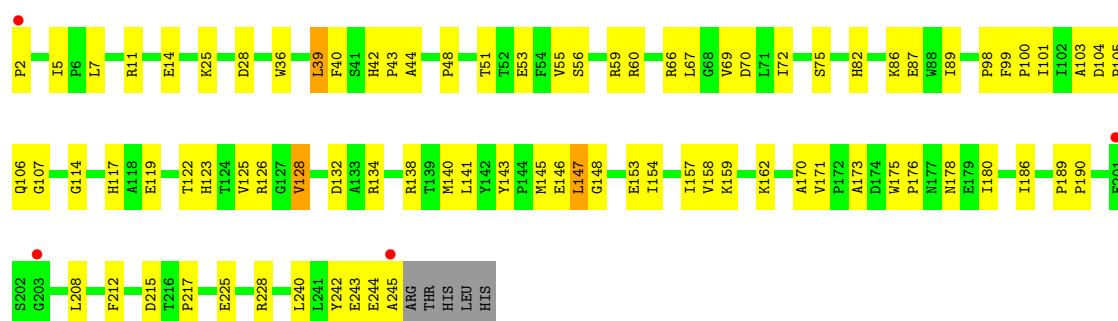 P2 I5 P6 L7 R11 E14 K25 D28 W36 L39 F40 S41 H42 P43 A44 P48 T51 T52 E53 F54 V55 S56 R59 R60 R66 L67 G68 V69 D70 L71 I72 S75 H82 K86 E87 W88 I89 P98 F99 P100 I101 I102 A103 D104 P105
Q106 G107 G114 H117 A118 E119 T122 H123 T124 V125 R126 G127 V128 D132 A133 R134 R138 T139 M140 L141 Y142 Y143 P144 M145 E146 L147 G148 E153 I154 I157 V158 K159 K162 A170 V171 P172 A173 D174 W175 P176 N177 N178 E179 I180 I186 P189 P190 E201
S202 G203 L208 F212 D215 T216 P217 E225 R228 L240 L241 Y242 E243 E244 A245 ARG THR HIS LEU HIS